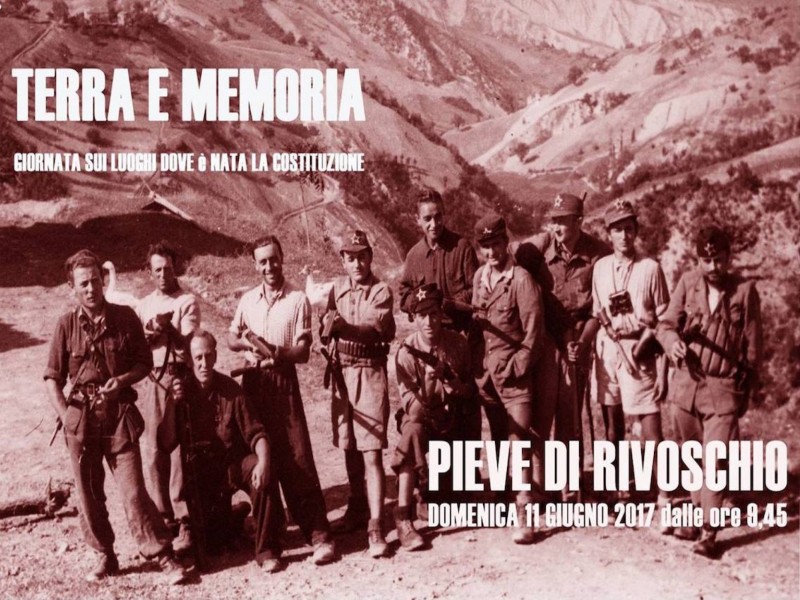 TERRA E MEMORIA
GIORNATA SUI LUOGHI DOVE è NATA LA COSTITUZIONE
PIEVE DI RIVOSCHIO
DOMENICA 11 GIUGNO 2017 dalle ore 8,45